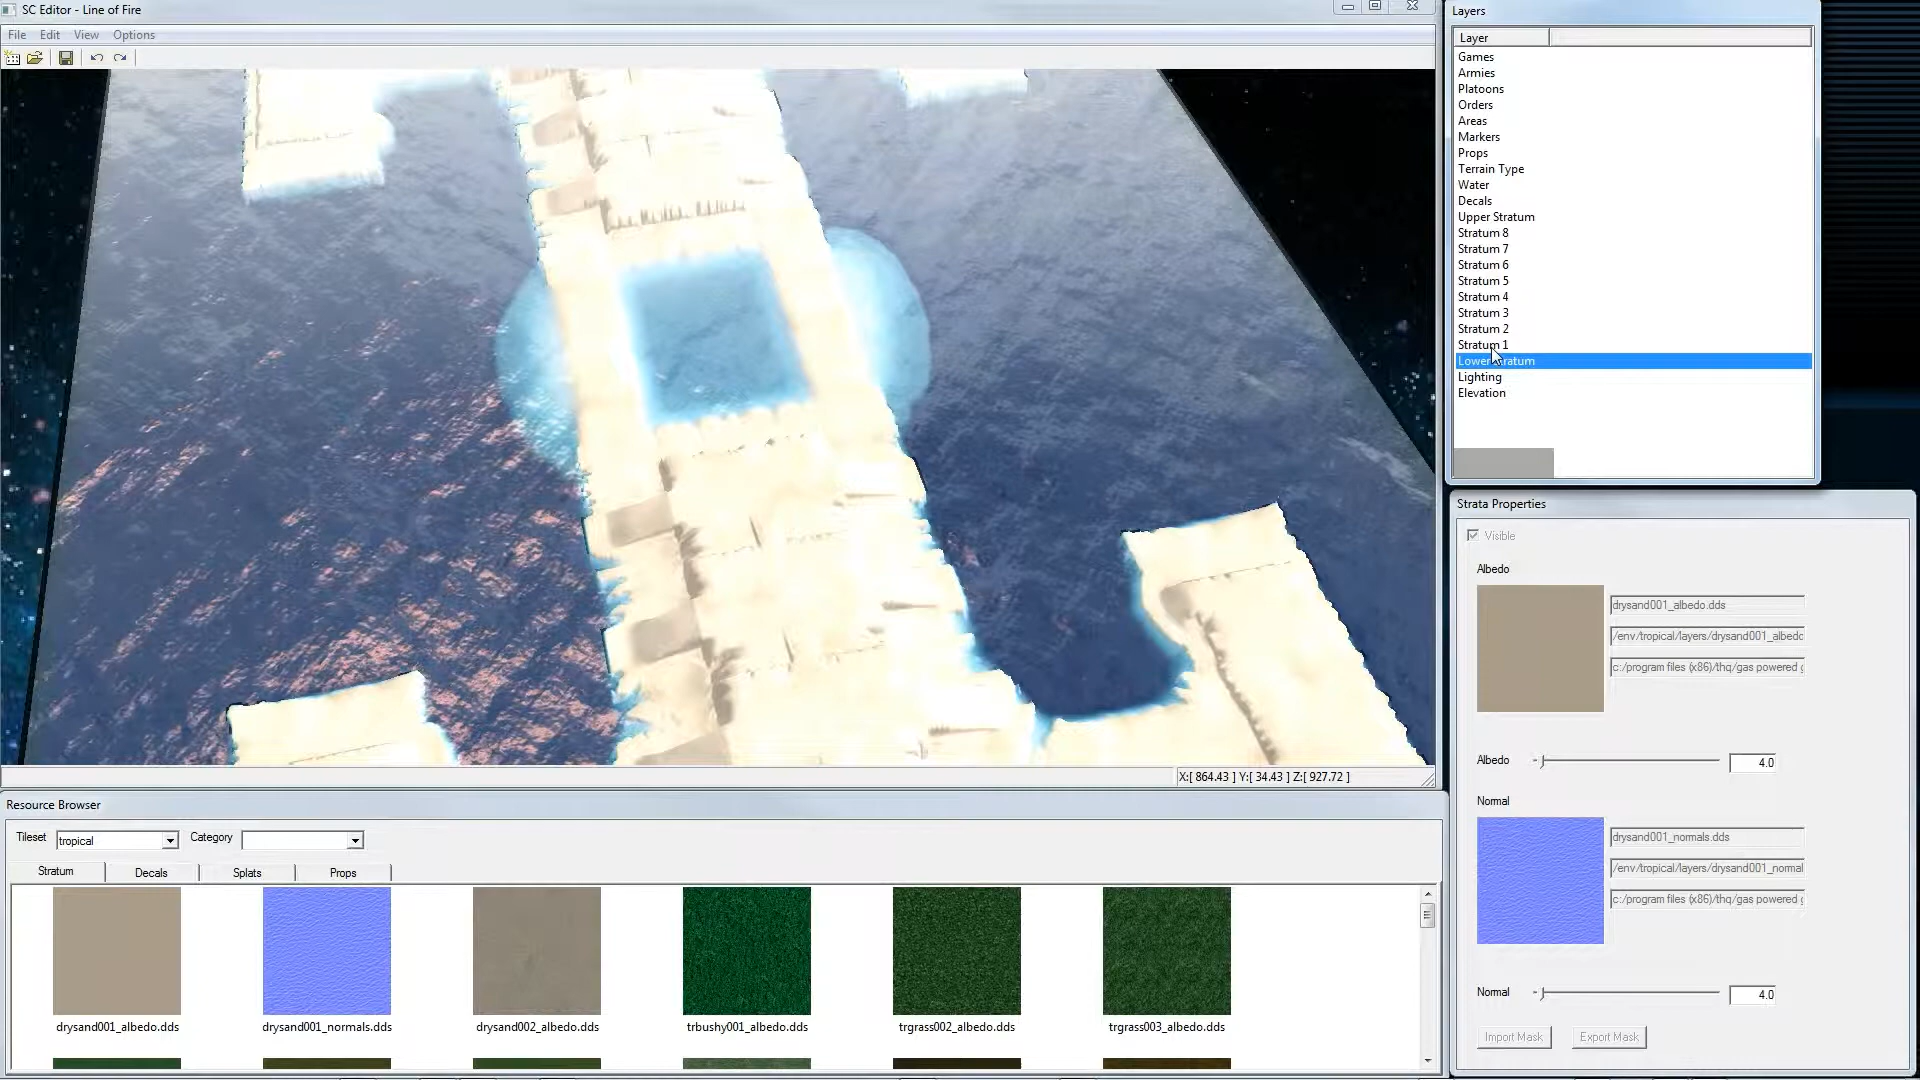 SC Editor - Line of Fire
File Edit View Options
X:[ 864.43 ] Y:[ 34.43 ] Z:[ 927.72 ]
Resource Browser
Tileset tropical Category
Stratum Decals Splats Props
drysand001_albedo.dds drysand001_normals.dds drysand002_albedo.dds trbushy001_albedo.dds trgrass002_albedo.dds trgrass003_albedo.dds
Layers
Layer
Games
Armies
Platoons
Orders
Areas
Markers
Props
Terrain Type
Water
Decals
Upper Stratum
Stratum 8
Stratum 7
Stratum 6
Stratum 5
Stratum 4
Stratum 3
Stratum 2
Stratum 1
Lower Stratum
Lighting
Elevation
Strata Properties
Visible
Albedo
drysand001_albedo.dds
/env/tropical/layers/drysand001_albedo
c:/program files (x86)/thq/gas powered g
Albedo 4.0
Normal
drysand001_normals.dds
/env/tropical/layers/drysand001_normal
c:/program files (x86)/thq/gas powered g
Normal 4.0
Import Mask Export Mask